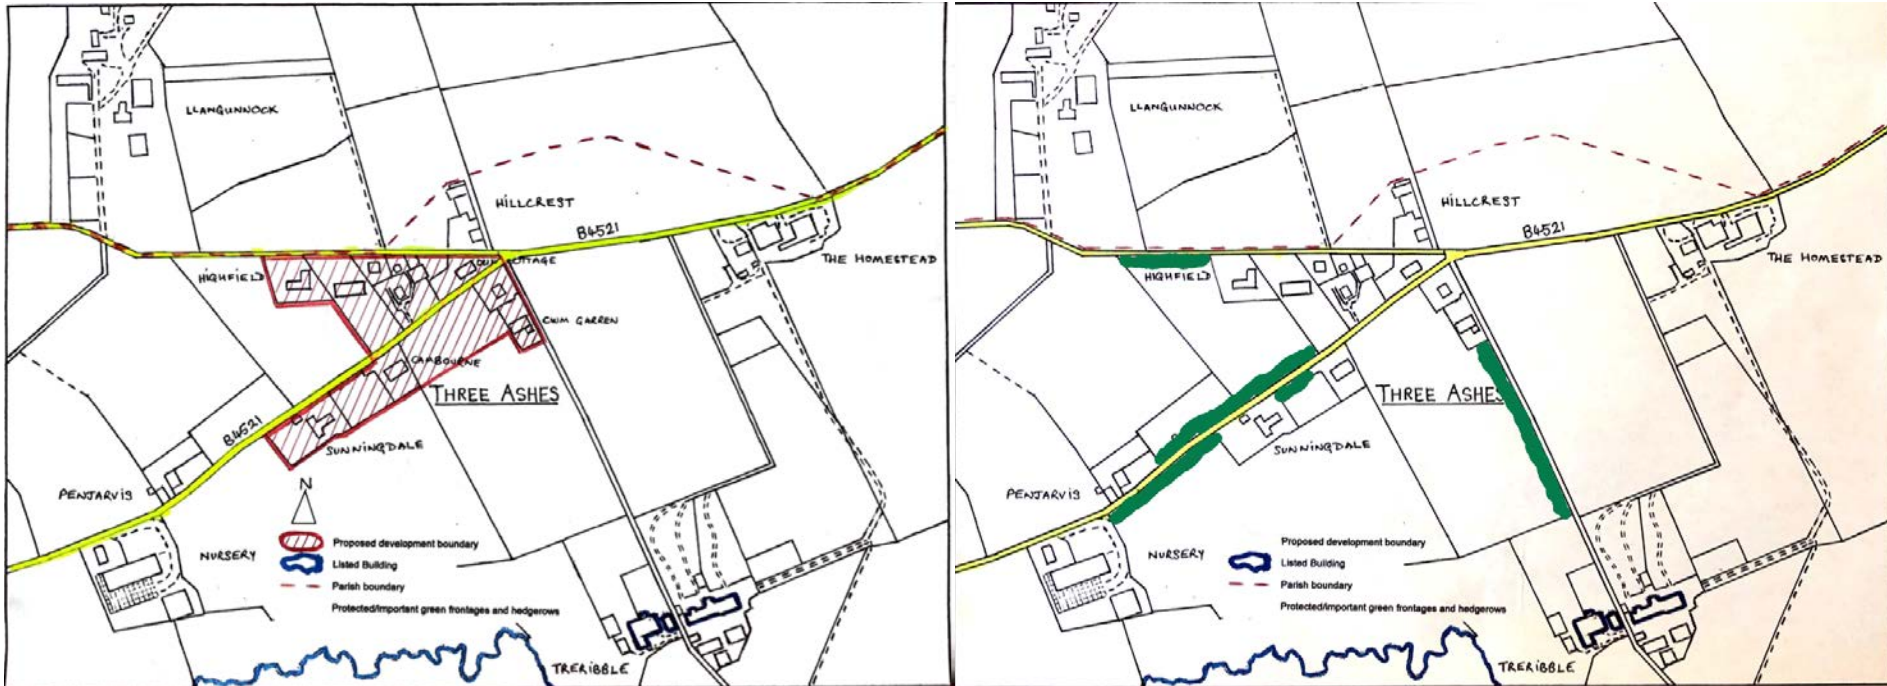 LLANGUNNOCK
HILLCREST
B4521
COTTAGE
THE HOMESTEAD
HIGHFIELD
CWM GARREN
CAMBOURNE
THREE ASHES
B4521
SUNNINGDALE
PENJARVIS
N
NURSERY
Proposed development boundary
Listed Building
Parish boundary
Protected/important green frontages and hedgerows
TRERIBBLE
LLANGUNNOCK
HILLCREST
B4521
THE HOMESTEAD
HIGHFIELD
THREE ASHES
SUNNINGDALE
PENJARVIS
NURSERY
Proposed development boundary
Listed Building
Parish boundary
Protected/important green frontages and hedgerows
TRERIBBLE